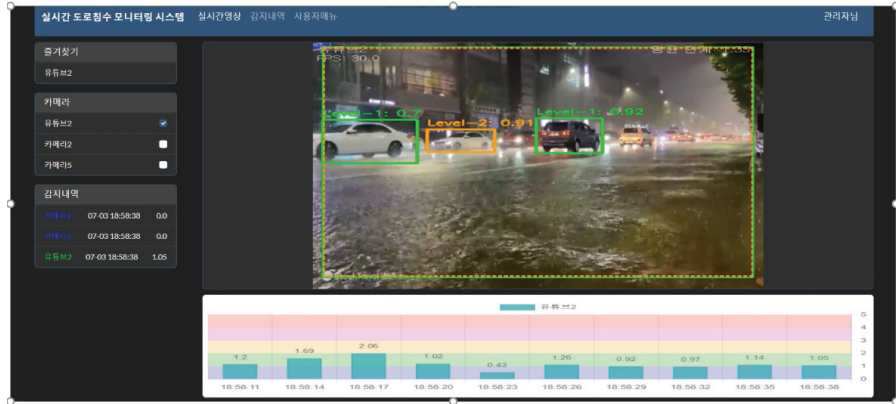 실시간 도로침수 모니터링 시스템 실시간영상 감지내역 사용자메뉴 관리자님
즐겨찾기
유튜브2
카메라
유튜브2
카메라2
카메라5
감지내역
카메라2 07-03 18:58:38 0.0
카메라5 07-03 18:58:38 0.0
유튜브2 07-03 18:58:38 1.05
유튜브2
FPS: 30.0
Level-1: 0.7
Level-2: 0.91
Level-1: 0.92
유튜브2
5
4
3
2
1
0
1.2 1.69 2.06 1.02 0.43 1.26 0.92 0.97 1.14 1.05
18:58:11 18:58:14 18:58:17 18:58:20 18:58:23 18:58:26 18:58:29 18:58:32 18:58:35 18:58:38